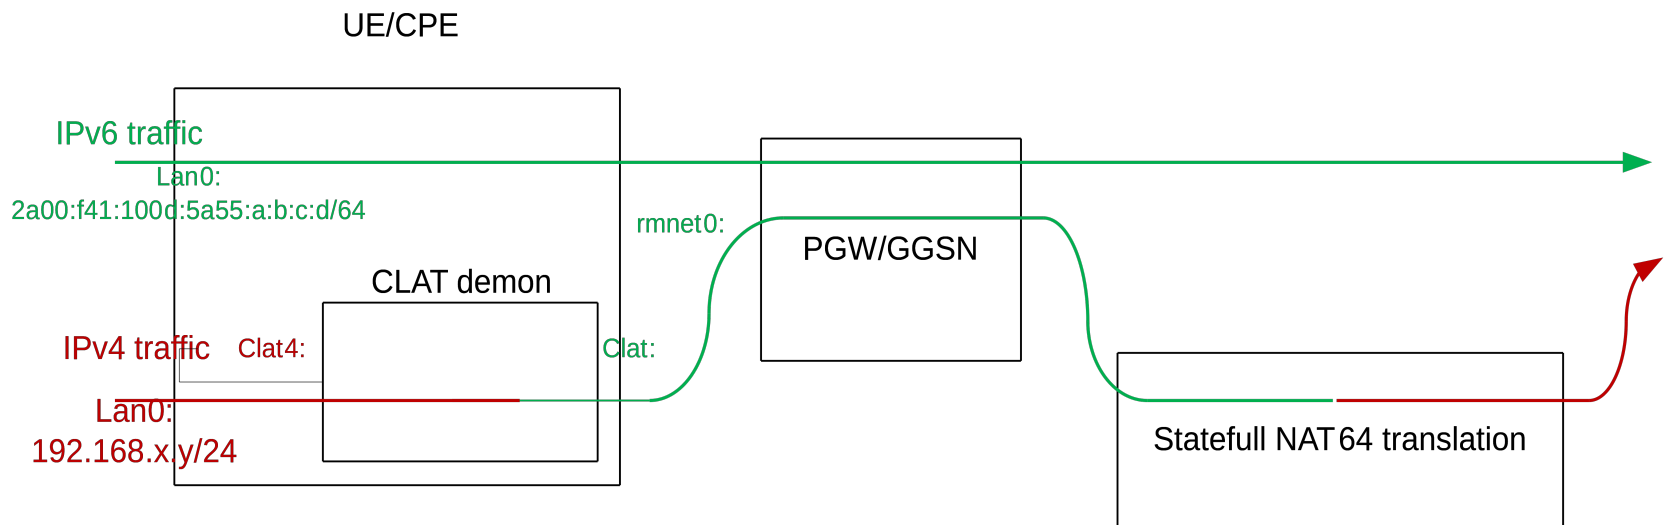 UE/CPE
IPv6 traffic
Lan0:
2a00:f41:100d:5a55:a:b:c:d/64
rmnet0:
PGW/GGSN
CLAT demon
IPv4 traffic
Clat4:
Clat:
Lan0:
192.168.x.y/24
Statefull NAT64 translation